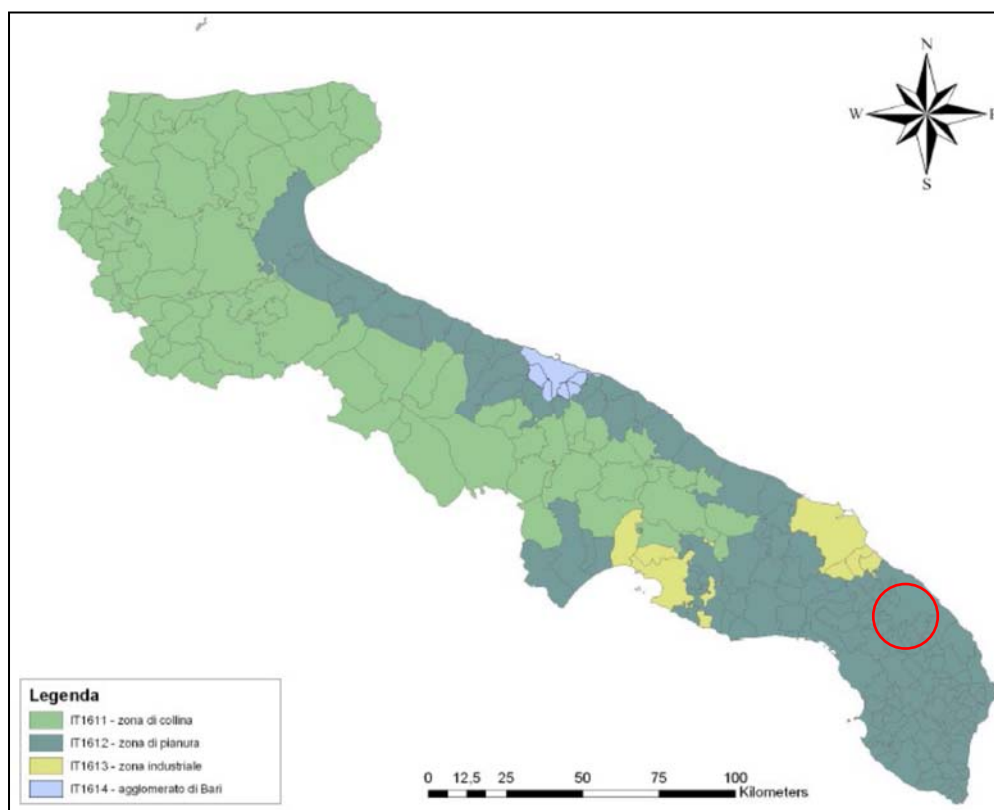 N
W
E
S
Legenda
IT1611 - zona di collina
IT1612 - zona di pianura
IT1613 - zona industriale
IT1614 - agglomerato di Bari
0 12,5 25 50 75 100
Kilometers